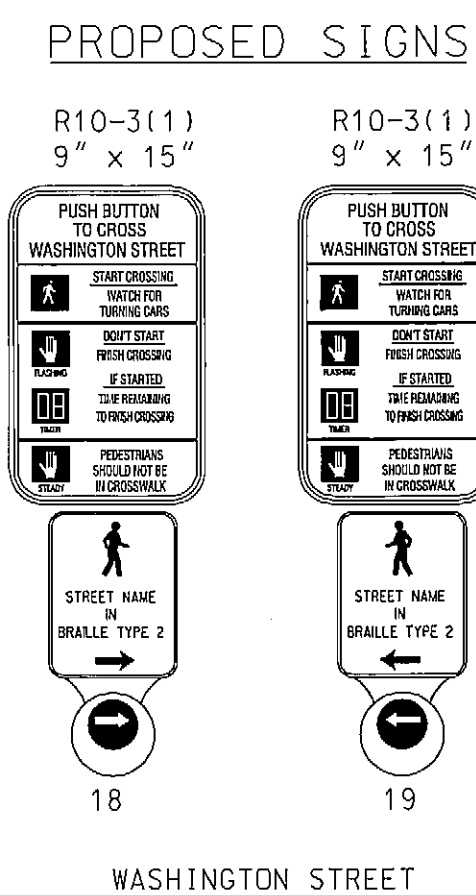 PROPOSED SIGNS
R10-3(1)
9" x 15"
PUSH BUTTON
TO CROSS
WASHINGTON STREET
START CROSSING
WATCH FOR
TURNING CARS
DON'T START
FINISH CROSSING
FLASHING
IF STARTED
TIME REMAINING
TO FINISH CROSSING
TIMER
PEDESTRIANS
SHOULD NOT BE
IN CROSSWALK
STEADY
STREET NAME
IN
BRAILLE TYPE 2
18
R10-3(1)
9" x 15"
PUSH BUTTON
TO CROSS
WASHINGTON STREET
START CROSSING
WATCH FOR
TURNING CARS
DON'T START
FINISH CROSSING
FLASHING
IF STARTED
TIME REMAINING
TO FINISH CROSSING
TIMER
PEDESTRIANS
SHOULD NOT BE
IN CROSSWALK
STEADY
STREET NAME
IN
BRAILLE TYPE 2
19
WASHINGTON STREET